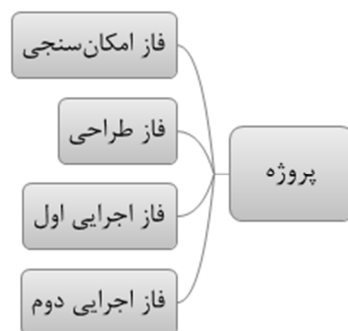 پروژه
فاز امکان‌سنجی
فاز طراحی
فاز اجرایی اول
فاز اجرایی دوم